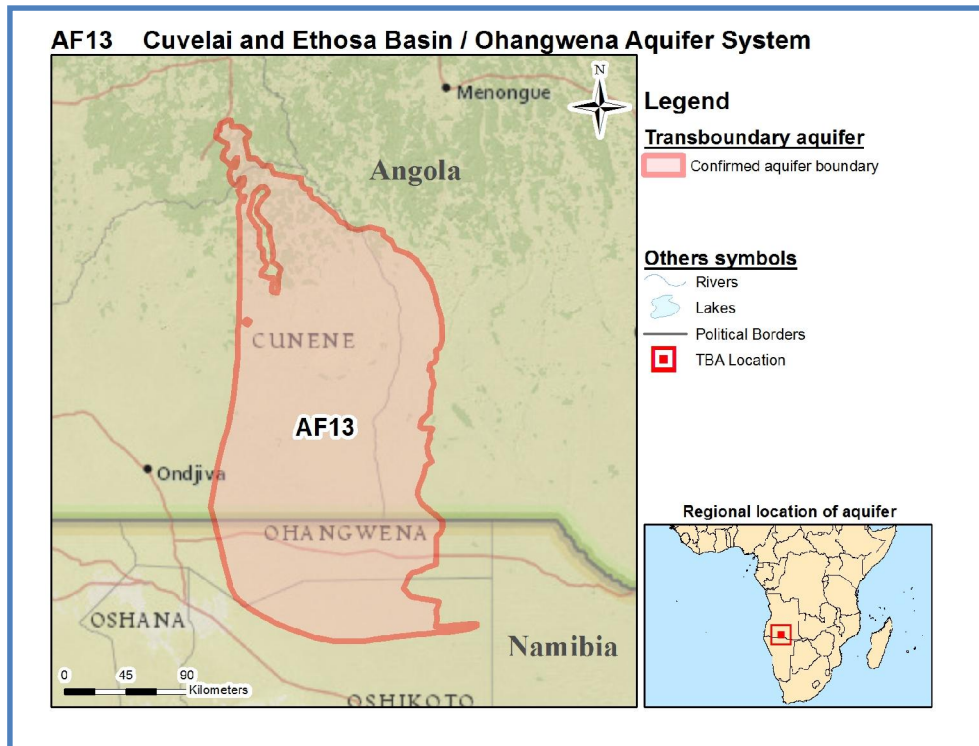 AF13 Cuvelai and Ethosa Basin / Ohangwena Aquifer System
N
Menongue
Angola
CUNENE
AF13
Ondjiva
OHANGWENA
OSHANA
Namibia
OSHIKOTO
0 45 90
Kilometers
Legend
Transboundary aquifer
Confirmed aquifer boundary
Others symbols
Rivers
Lakes
Political Borders
TBA Location
Regional location of aquifer